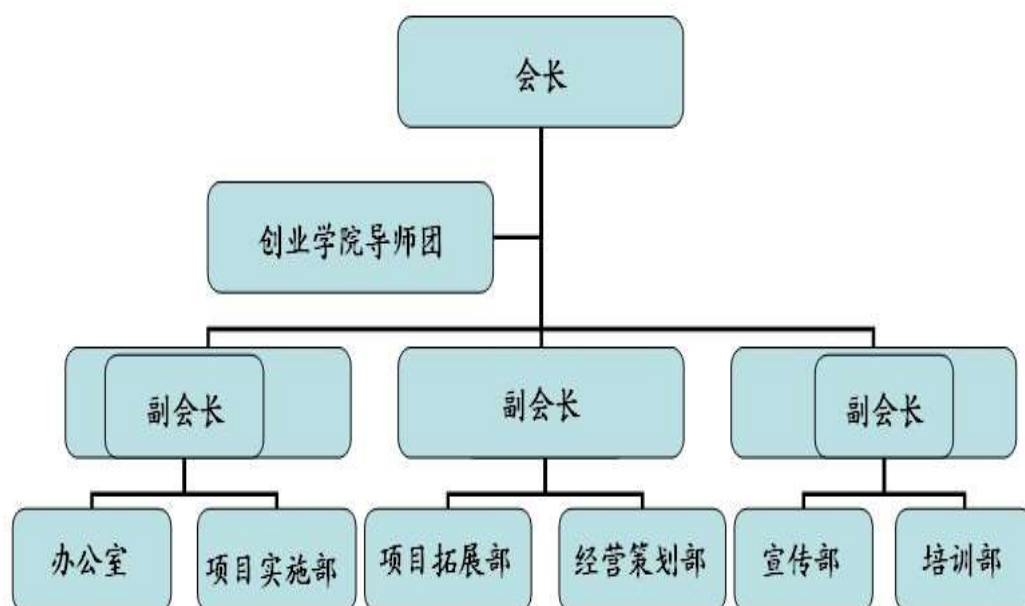 会长
创业学院导师团
副会长
副会长
副会长
办公室
项目实施部
项目拓展部
经营策划部
宣传部
培训部